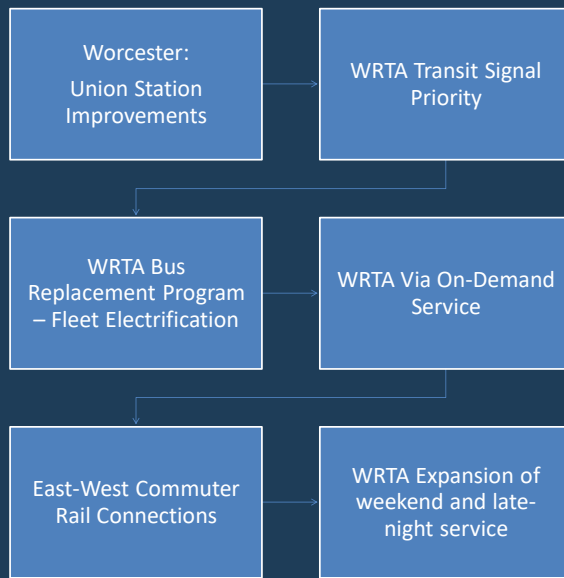 Worcester:
Union Station
Improvements
WRTA Transit Signal
Priority
WRTA Bus
Replacement Program
– Fleet Electrification
WRTA Via On-Demand
Service
East-West Commuter
Rail Connections
WRTA Expansion of
weekend and late-
night service